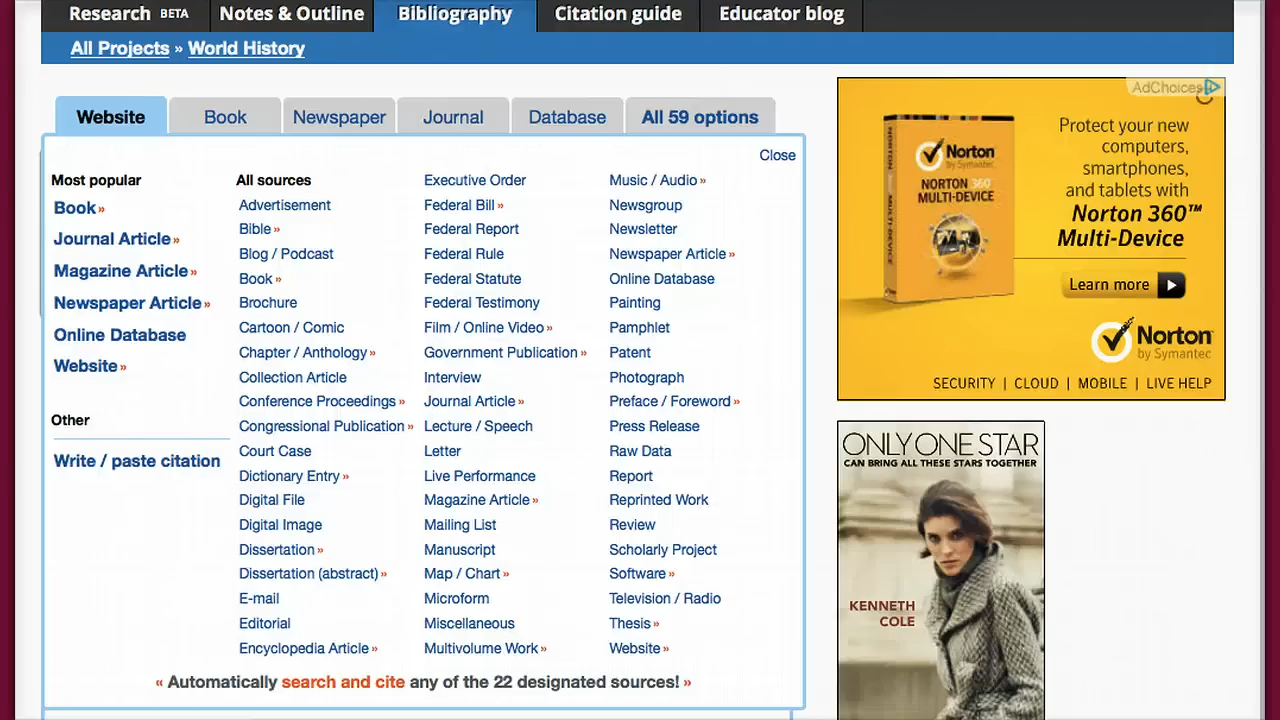 Research BETA
Notes & Outline
Bibliography
Citation guide
Educator blog
All Projects » World History
Website
Book
Newspaper
Journal
Database
All 59 options
Close
Most popular
Book »
Journal Article »
Magazine Article »
Newspaper Article »
Online Database
Website »
Other
Write / paste citation
All sources
Advertisement
Bible »
Blog / Podcast
Book »
Brochure
Cartoon / Comic
Chapter / Anthology »
Collection Article
Conference Proceedings »
Congressional Publication »
Court Case
Dictionary Entry »
Digital File
Digital Image
Dissertation »
Dissertation (abstract) »
E-mail
Editorial
Encyclopedia Article »
Executive Order
Federal Bill »
Federal Report
Federal Rule
Federal Statute
Federal Testimony
Film / Online Video »
Government Publication »
Interview
Journal Article »
Lecture / Speech
Letter
Live Performance
Magazine Article »
Mailing List
Manuscript
Map / Chart »
Microform
Miscellaneous
Multivolume Work »
Music / Audio »
Newsgroup
Newsletter
Newspaper Article »
Online Database
Painting
Pamphlet
Patent
Photograph
Preface / Foreword »
Press Release
Raw Data
Report
Reprinted Work
Review
Scholarly Project
Software »
Television / Radio
Thesis »
Website »
« Automatically search and cite any of the 22 designated sources! »
AdChoices
Norton
by Symantec
NORTON 360
MULTI-DEVICE
Protect your new
computers,
smartphones,
and tablets with
Norton 360™
Multi-Device
Learn more
Norton
by Symantec
SECURITY | CLOUD | MOBILE | LIVE HELP
ONLY ONE STAR
CAN BRING ALL THESE STARS TOGETHER
KENNETH
COLE